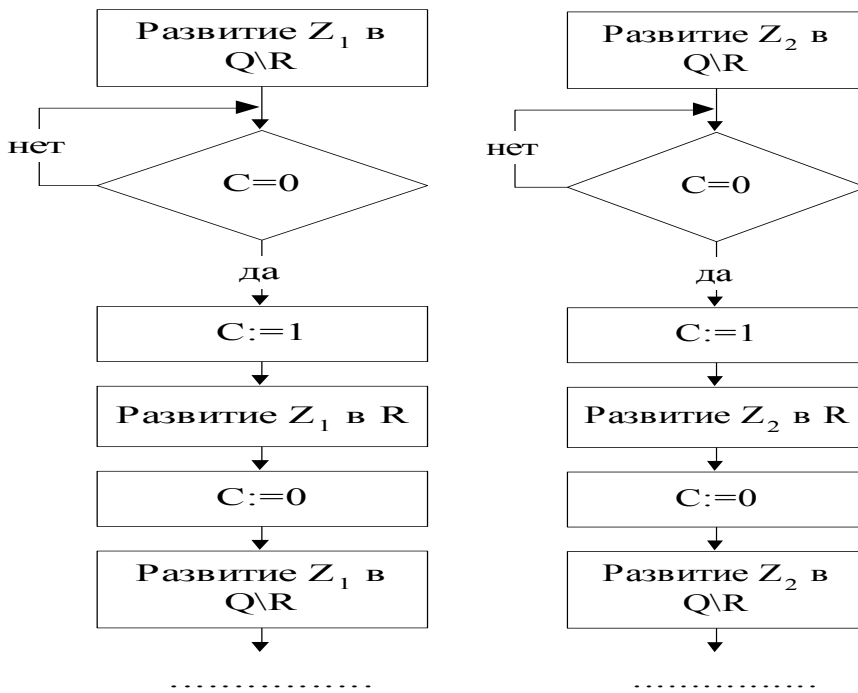 Развитие Z₁ в
Q\R
нет
C=0
да
C:=1
Развитие Z₁ в R
C:=0
Развитие Z₁ в
Q\R
....................
Развитие Z₂ в
Q\R
нет
C=0
да
C:=1
Развитие Z₂ в R
C:=0
Развитие Z₂ в
Q\R
..................